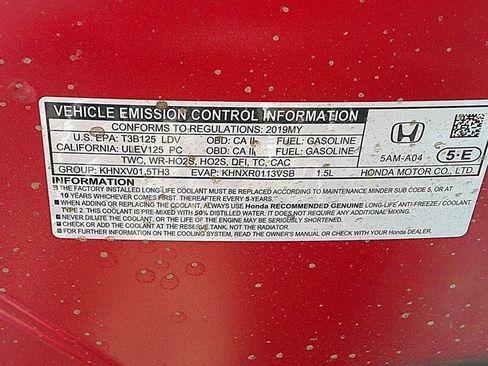 VEHICLE EMISSION CONTROL INFORMATION
CONFORMS TO REGULATIONS: 2019MY
U.S. EPA: T3B125 LDV OBD: CA II FUEL: GASOLINE
CALIFORNIA: ULEV125 PC OBD: CA II FUEL: GASOLINE
TWC, WR-HO2S, HO2S, DFI, TC, CAC
5AM-A04 5-E
GROUP: KHNXV01.5TH3 EVAP: KHNXR0113VSB 1.5L HONDA MOTOR CO., LTD.
INFORMATION
■ THE FACTORY INSTALLED LONG-LIFE COOLANT MUST BE REPLACED ACCORDING TO MAINTENANCE MINDER SUB CODE 5, OR AT
10 YEARS WHICHEVER COMES FIRST. THEREAFTER EVERY 5-YEARS.
■ WHEN ADDING OR REPLACING COOLANT, ALWAYS USE Honda RECOMMENDED GENUINE LONG-LIFE ANTI-FREEZE / COOLANT
TYPE 2. THIS COOLANT IS PRE-MIXED WITH 50% DISTILLED WATER. IT DOES NOT REQUIRE ANY ADDITIONAL MIXING.
■ NEVER DILUTE THE COOLANT, OR THE LIFE OF THE ENGINE MAY BE SERIOUSLY SHORTENED.
■ ADD COOLANT AT THE RESERVE TANK, NOT THE RADIATOR.
■ FOR FURTHER INFORMATION ON THE COOLING SYSTEM, READ THE OWNER'S MANUAL OR CHECK WITH YOUR Honda DEALER.